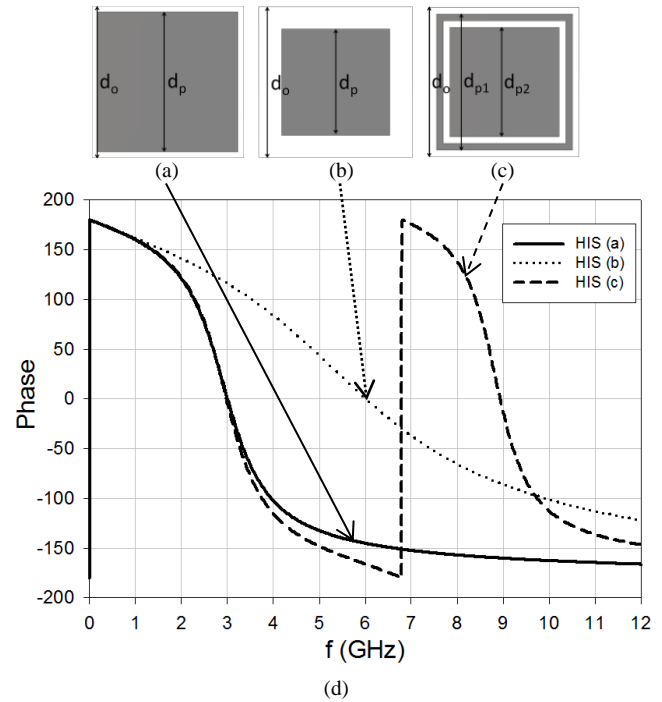 d_o d_p
d_o d_p
d_o d_p1 d_p2
(a) (b) (c)
200
150
100
50
0
-50
-100
-150
-200
Phase
HIS (a)
HIS (b)
HIS (c)
0 1 2 3 4 5 6 7 8 9 10 11 12
f (GHz)
(d)